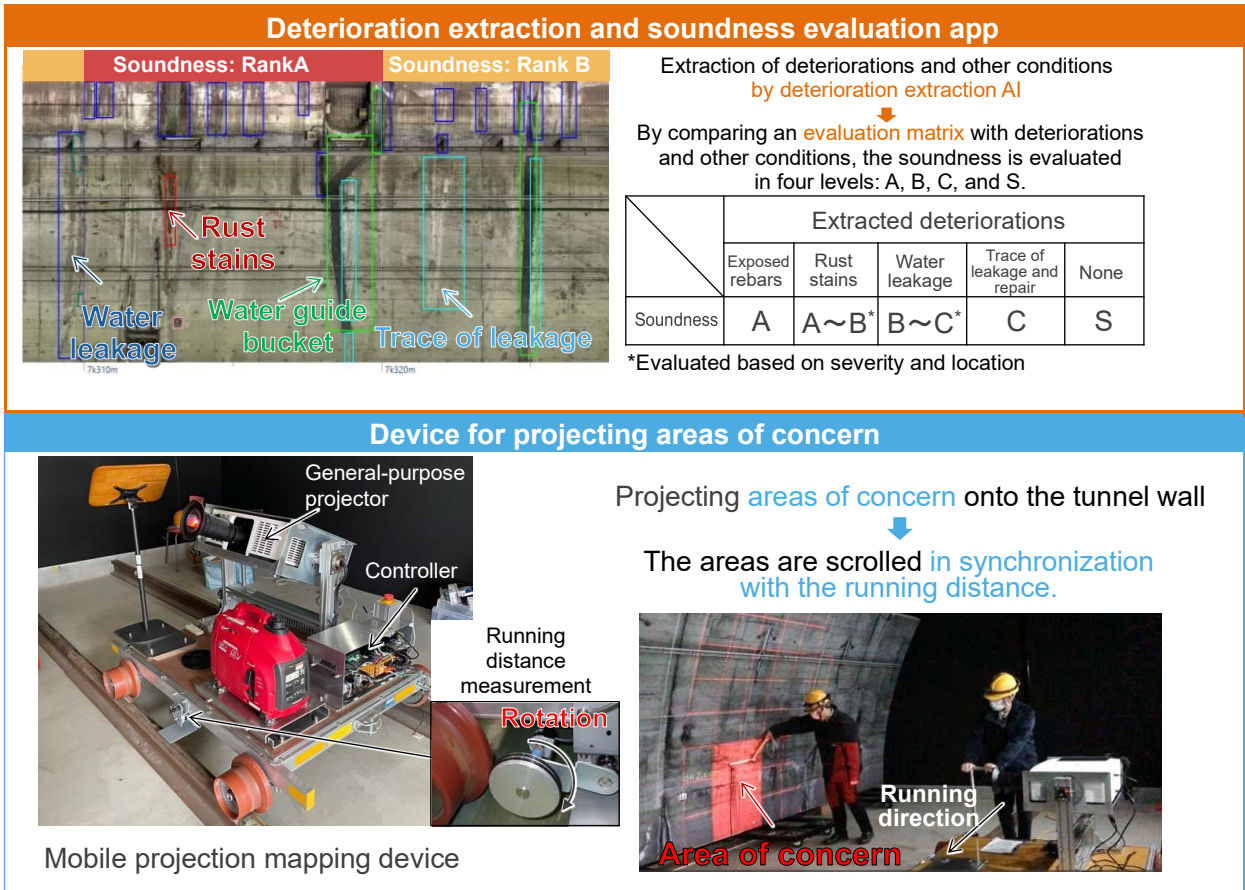 Deterioration extraction and soundness evaluation app
Soundness: RankA
Soundness: Rank B
Rust
stains
Water
leakage
Water guide
bucket
Trace of leakage
7k310m
7k320m
Extraction of deteriorations and other conditions
by deterioration extraction AI
By comparing an evaluation matrix with deteriorations
and other conditions, the soundness is evaluated
in four levels: A, B, C, and S.
Extracted deteriorations
Exposed
rebars
Rust
stains
Water
leakage
Trace of
leakage and
repair
None
Soundness
A
A～B*
B～C*
C
S
*Evaluated based on severity and location
Device for projecting areas of concern
General-purpose
projector
Controller
Running
distance
measurement
Rotation
Mobile projection mapping device
Projecting areas of concern onto the tunnel wall
The areas are scrolled in synchronization
with the running distance.
Running
direction
Area of concern